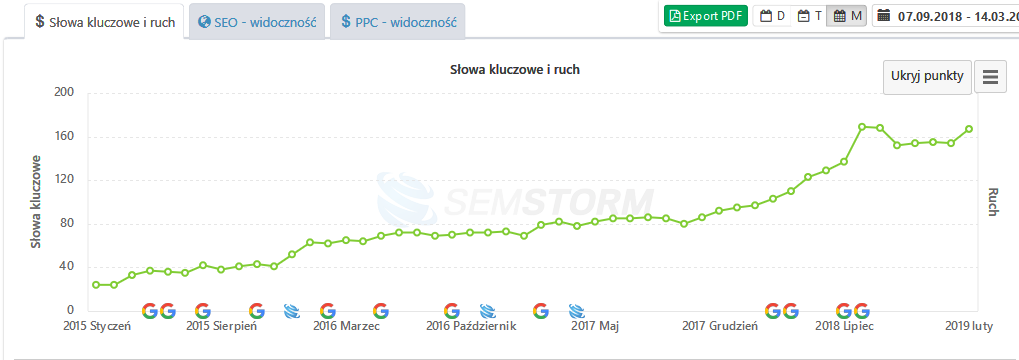 $ Słowa kluczowe i ruch
SEO - widoczność
$ PPC - widoczność
Export PDF
D
T
M
07.09.2018 - 14.03.20
Słowa kluczowe i ruch
Ukryj punkty
200
160
120
80
40
0
Słowa kluczowe
Ruch
SEMSTORM
2015 Styczeń
2015 Sierpień
2016 Marzec
2016 Październik
2017 Maj
2017 Grudzień
2018 Lipiec
2019 luty